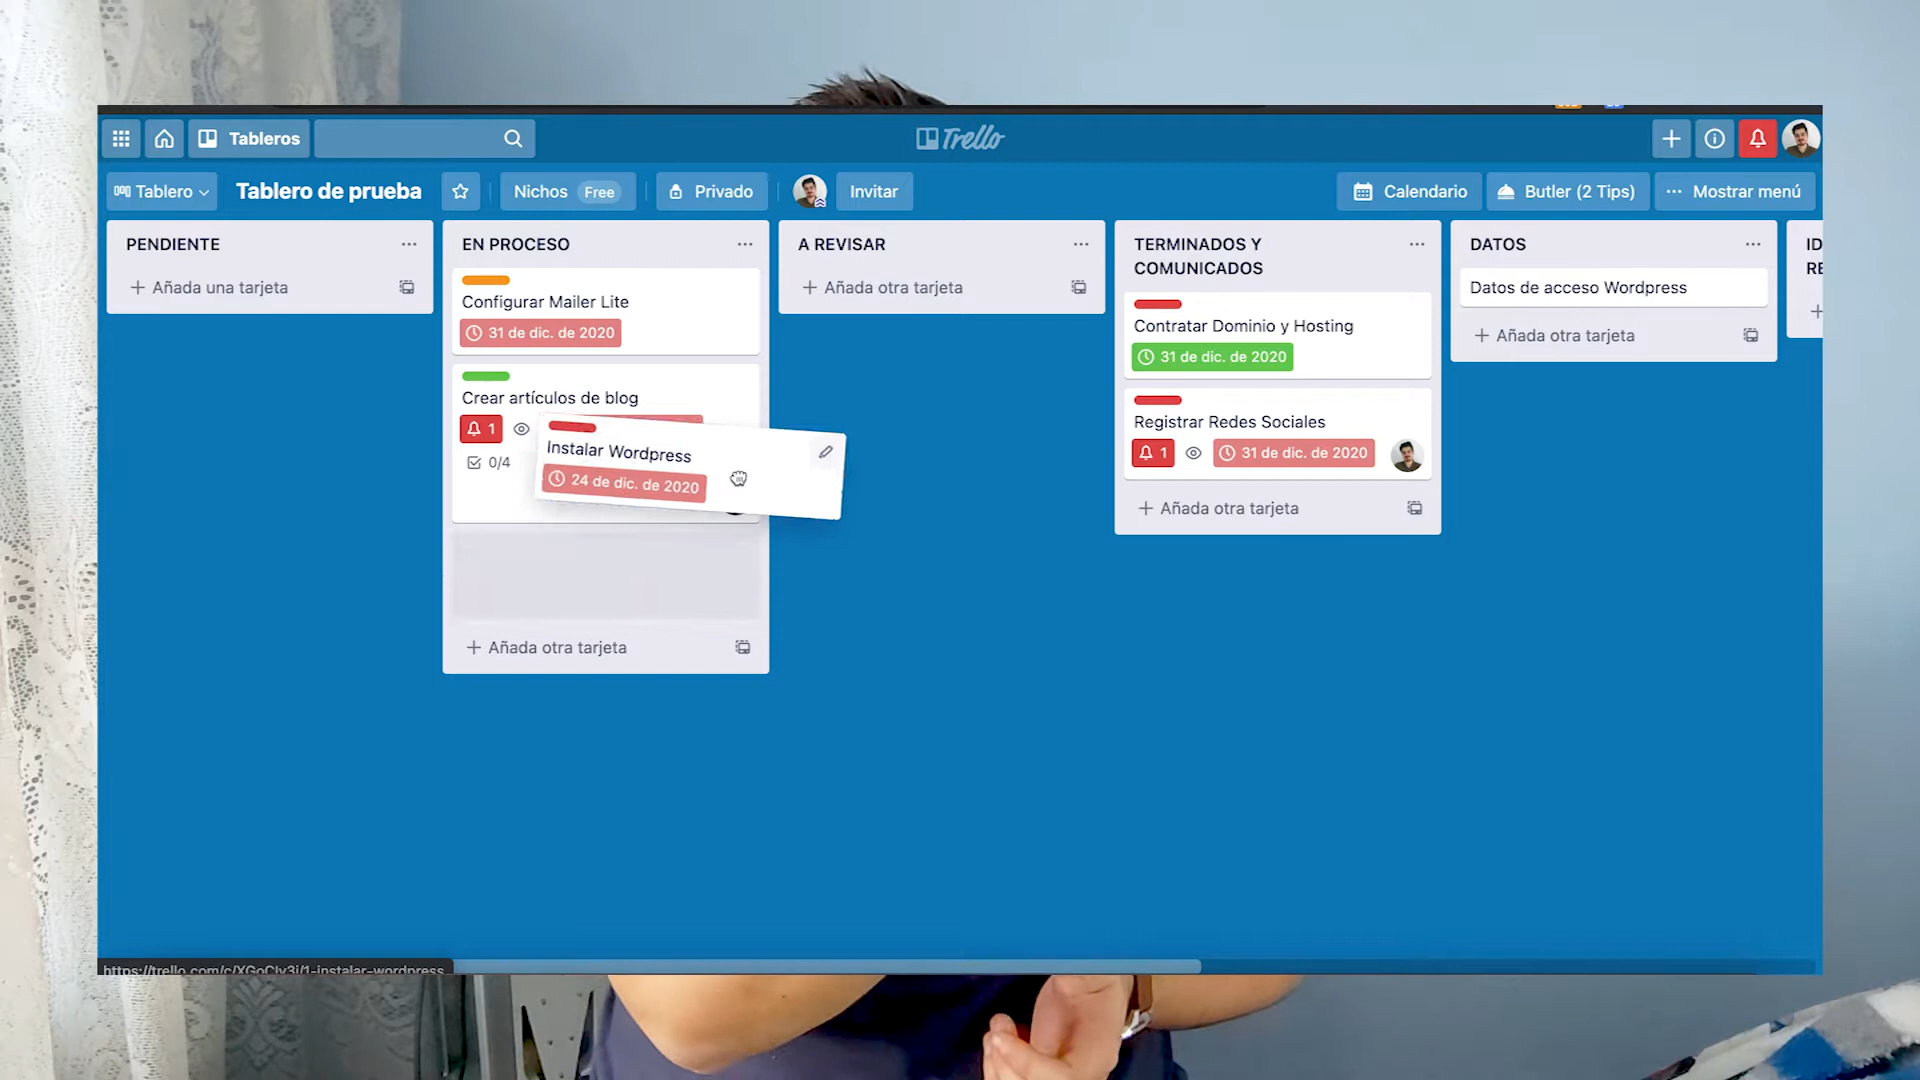 Tableros
Trello
Tablero
Tablero de prueba
Nichos Free
Privado
Invitar
Calendario
Butler (2 Tips)
Mostrar menú
PENDIENTE
Añada una tarjeta
EN PROCESO
Configurar Mailer Lite
31 de dic. de 2020
Crear artículos de blog
1
0/4
Instalar Wordpress
24 de dic. de 2020
Añada otra tarjeta
A REVISAR
Añada otra tarjeta
TERMINADOS Y
COMUNICADOS
Contratar Dominio y Hosting
31 de dic. de 2020
Registrar Redes Sociales
1
31 de dic. de 2020
Añada otra tarjeta
DATOS
Datos de acceso Wordpress
Añada otra tarjeta
ID